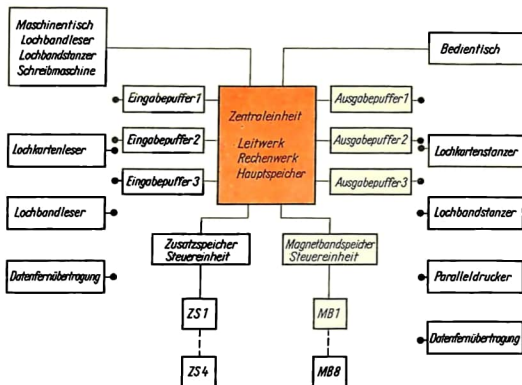 Maschinentisch
Lochbandleser
Lochbandstanzer
Schreibmaschine
Bedientisch
Eingabepuffer 1
Zentraleinheit
Leitwerk
Rechenwerk
Hauptspeicher
Ausgabepuffer 1
Eingabepuffer 2
Ausgabepuffer 2
Lochkartenleser
Lochkartenstanzer
Eingabepuffer 3
Ausgabepuffer 3
Lochbandleser
Lochbandstanzer
Zusatzspeicher
Steuereinheit
Magnetbandspeicher
Steuereinheit
Datenfernübertragung
Paralleldrucker
ZS 1
MB 1
Datenfernübertragung
ZS 4
MB 8